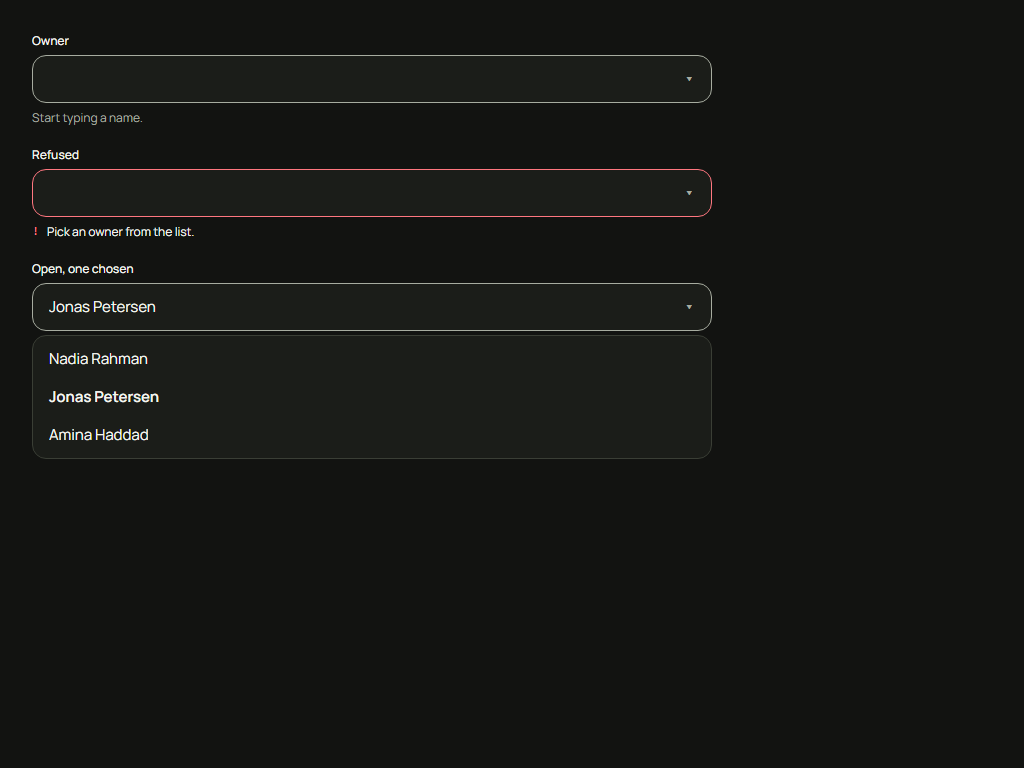 Owner
Start typing a name.
Refused
! Pick an owner from the list.
Open, one chosen
Jonas Petersen
Nadia Rahman
Jonas Petersen
Amina Haddad